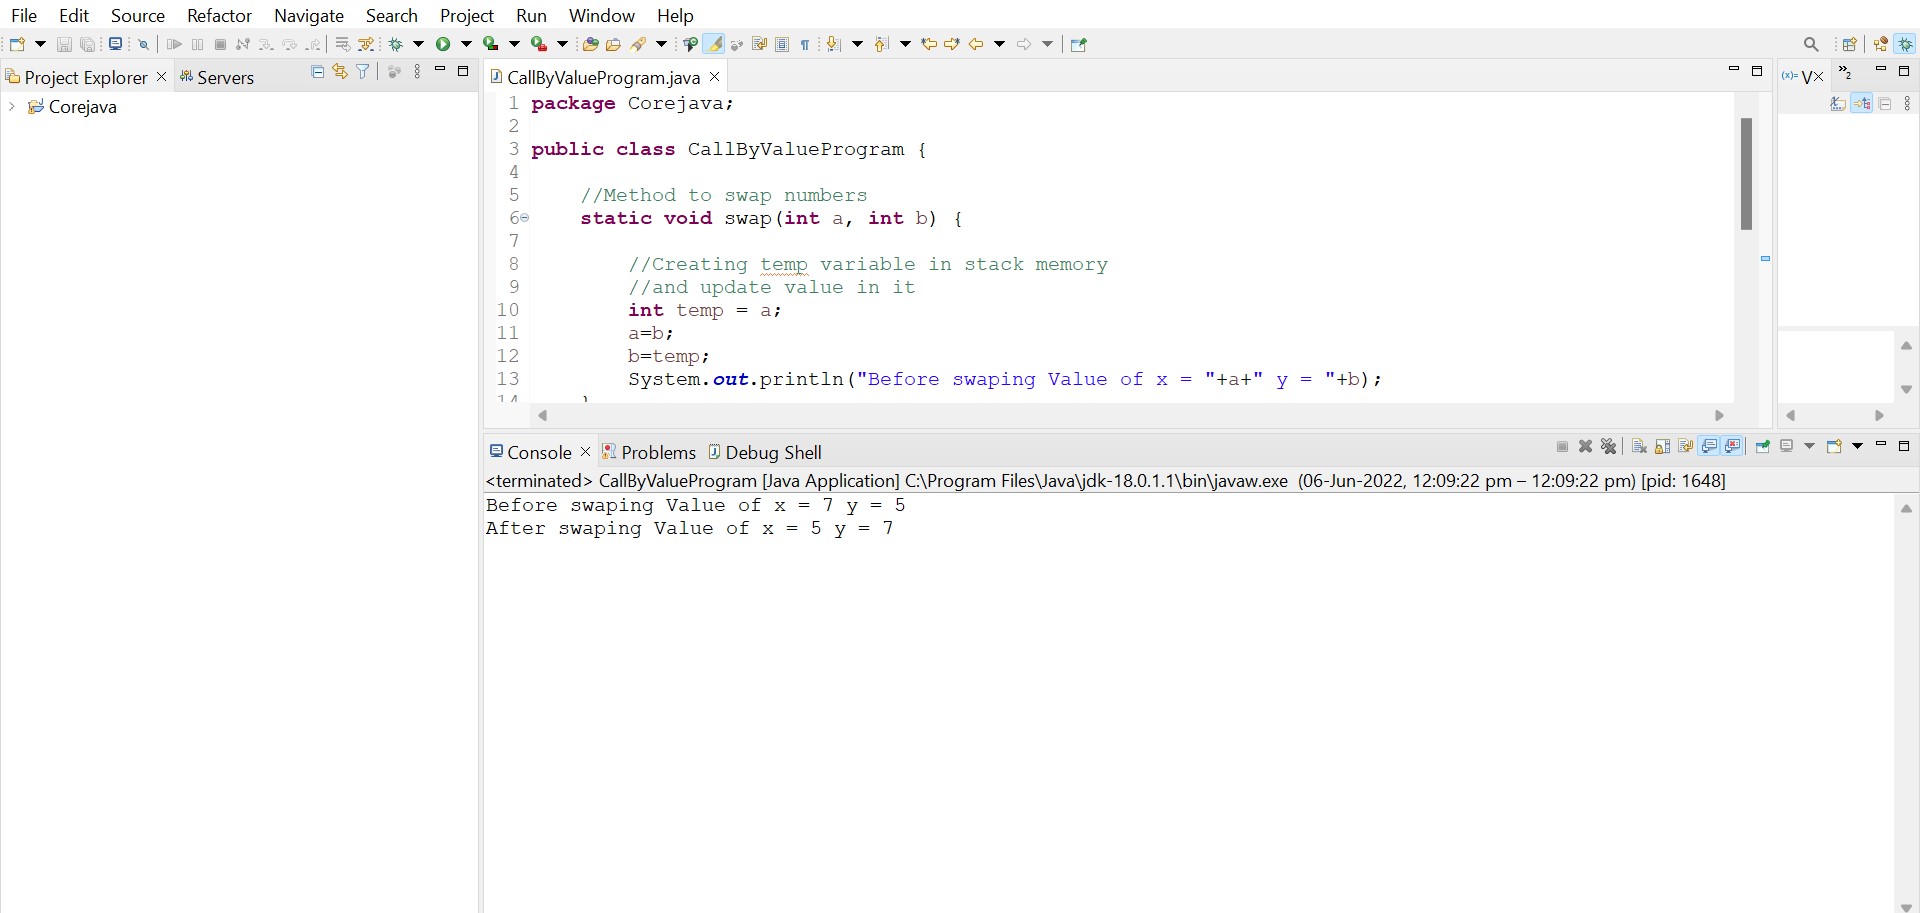 File Edit Source Refactor Navigate Search Project Run Window Help
Project Explorer
Servers
Corejava
CallByValueProgram.java
1 package Corejava;
2
3 public class CallByValueProgram {
4
5 //Method to swap numbers
6 static void swap(int a, int b) {
7
8 //Creating temp variable in stack memory
9 //and update value in it
10 int temp = a;
11 a=b;
12 b=temp;
13 System.out.println("Before swaping Value of x = "+a+" y = "+b);
14 }
(x)= V
»2
Console Problems Debug Shell
<terminated> CallByValueProgram [Java Application] C:\Program Files\Java\jdk-18.0.1.1\bin\javaw.exe (06-Jun-2022, 12:09:22 pm – 12:09:22 pm) [pid: 1648]
Before swaping Value of x = 7 y = 5
After swaping Value of x = 5 y = 7